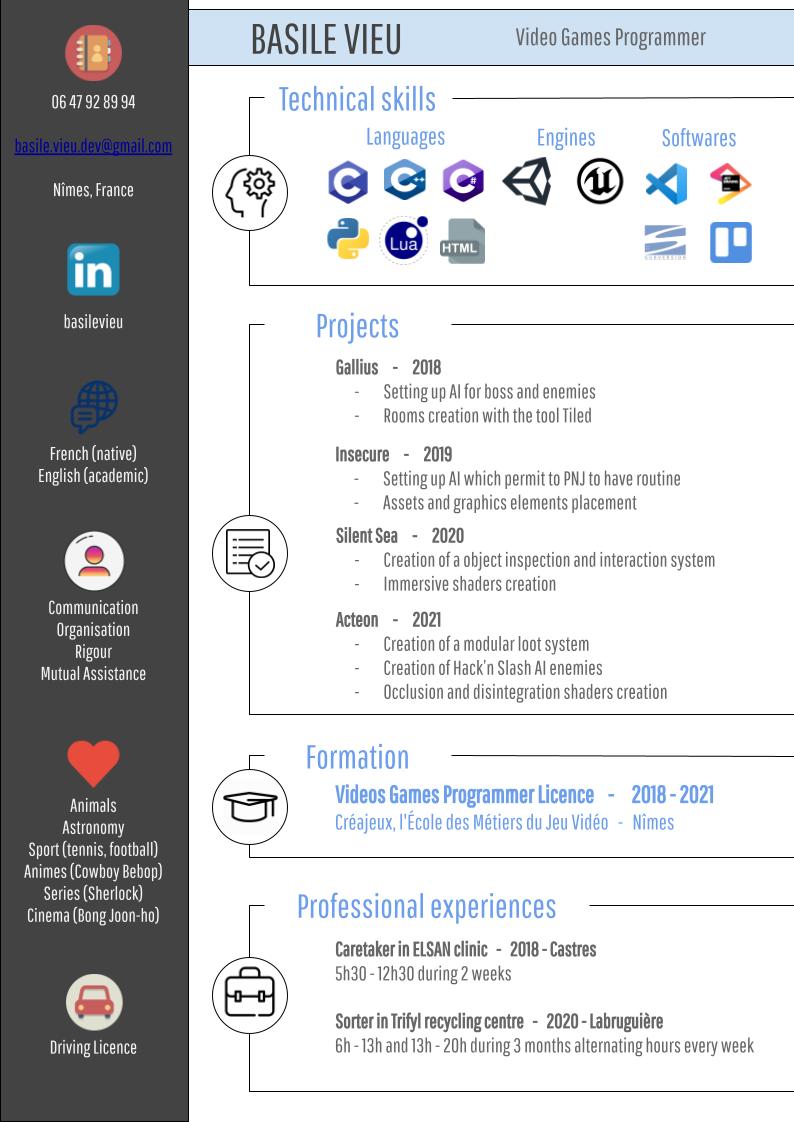 06 47 92 89 94
basile.vieu.dev@gmail.com
Nîmes, France
in
basilevieu
French (native)
English (academic)
Communication
Organisation
Rigour
Mutual Assistance
Animals
Astronomy
Sport (tennis, football)
Animes (Cowboy Bebop)
Series (Sherlock)
Cinema (Bong Joon-ho)
Driving Licence
BASILE VIEU Video Games Programmer
Technical skills
Languages Engines Softwares
C C++ C#
Lua HTML SUBVERSION
Projects
Gallius - 2018
- Setting up AI for boss and enemies
- Rooms creation with the tool Tiled
Insecure - 2019
- Setting up AI which permit to PNJ to have routine
- Assets and graphics elements placement
Silent Sea - 2020
- Creation of a object inspection and interaction system
- Immersive shaders creation
Acteon - 2021
- Creation of a modular loot system
- Creation of Hack'n Slash AI enemies
- Occlusion and disintegration shaders creation
Formation
Videos Games Programmer Licence - 2018 - 2021
Créajeux, l'École des Métiers du Jeu Vidéo - Nîmes
Professional experiences
Caretaker in ELSAN clinic - 2018 - Castres
5h30 - 12h30 during 2 weeks
Sorter in Trifyl recycling centre - 2020 - Labruguière
6h - 13h and 13h - 20h during 3 months alternating hours every week